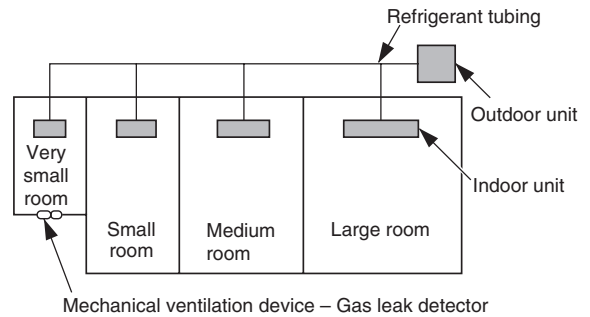 Refrigerant tubing
Outdoor unit
Indoor unit
Very
small
room
Small
room
Medium
room
Large room
Mechanical ventilation device – Gas leak detector